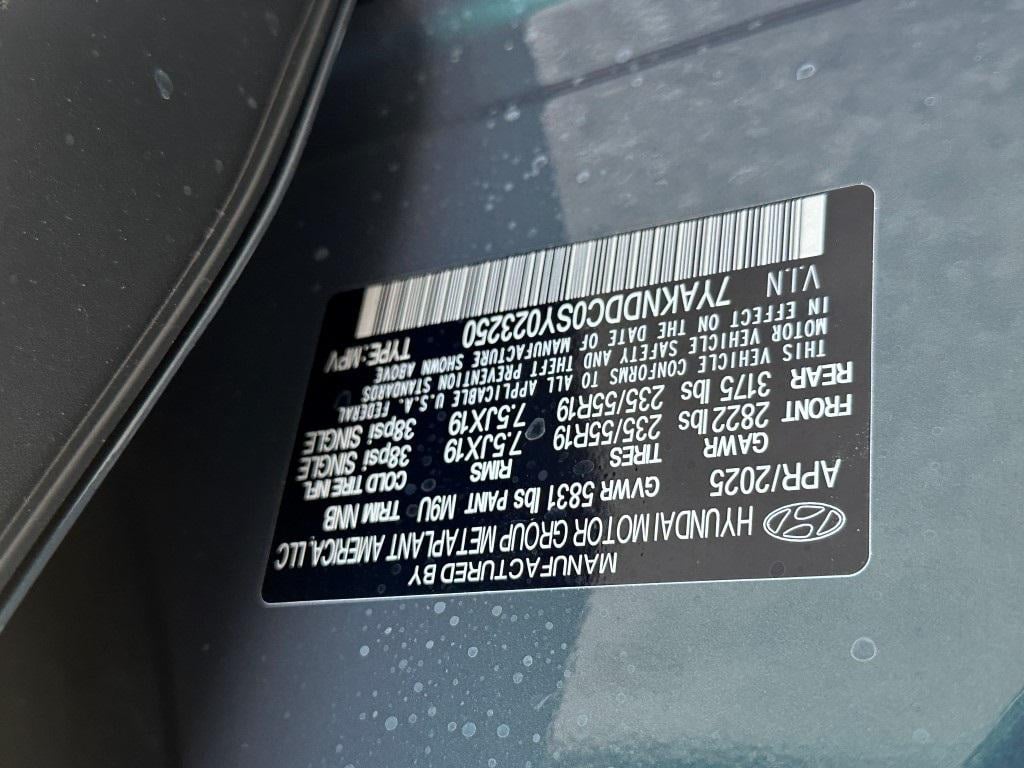 MANUFACTURED BY
HYUNDAI MOTOR GROUP METAPLANT AMERICA, LLC
APR/2025 GVWR 5831 lbs PAINT M9U TRIM NNB
GAWR TIRES RIMS COLD TIRE NFL
FRONT 2822 lbs 235/55R19 7.5JX19 38psi SINGLE
REAR 3175 lbs 235/55R19 7.5JX19 38psi SINGLE
THIS VEHICLE CONFORMS TO ALL APPLICABLE U.S.A. FEDERAL
MOTOR VEHICLE SAFETY AND THEFT PREVENTION STANDARDS
IN EFFECT ON THE DATE OF MANUFACTURE SHOWN ABOVE
V.I.N 7YAKNDDC0SY023250 TYPE:MPV